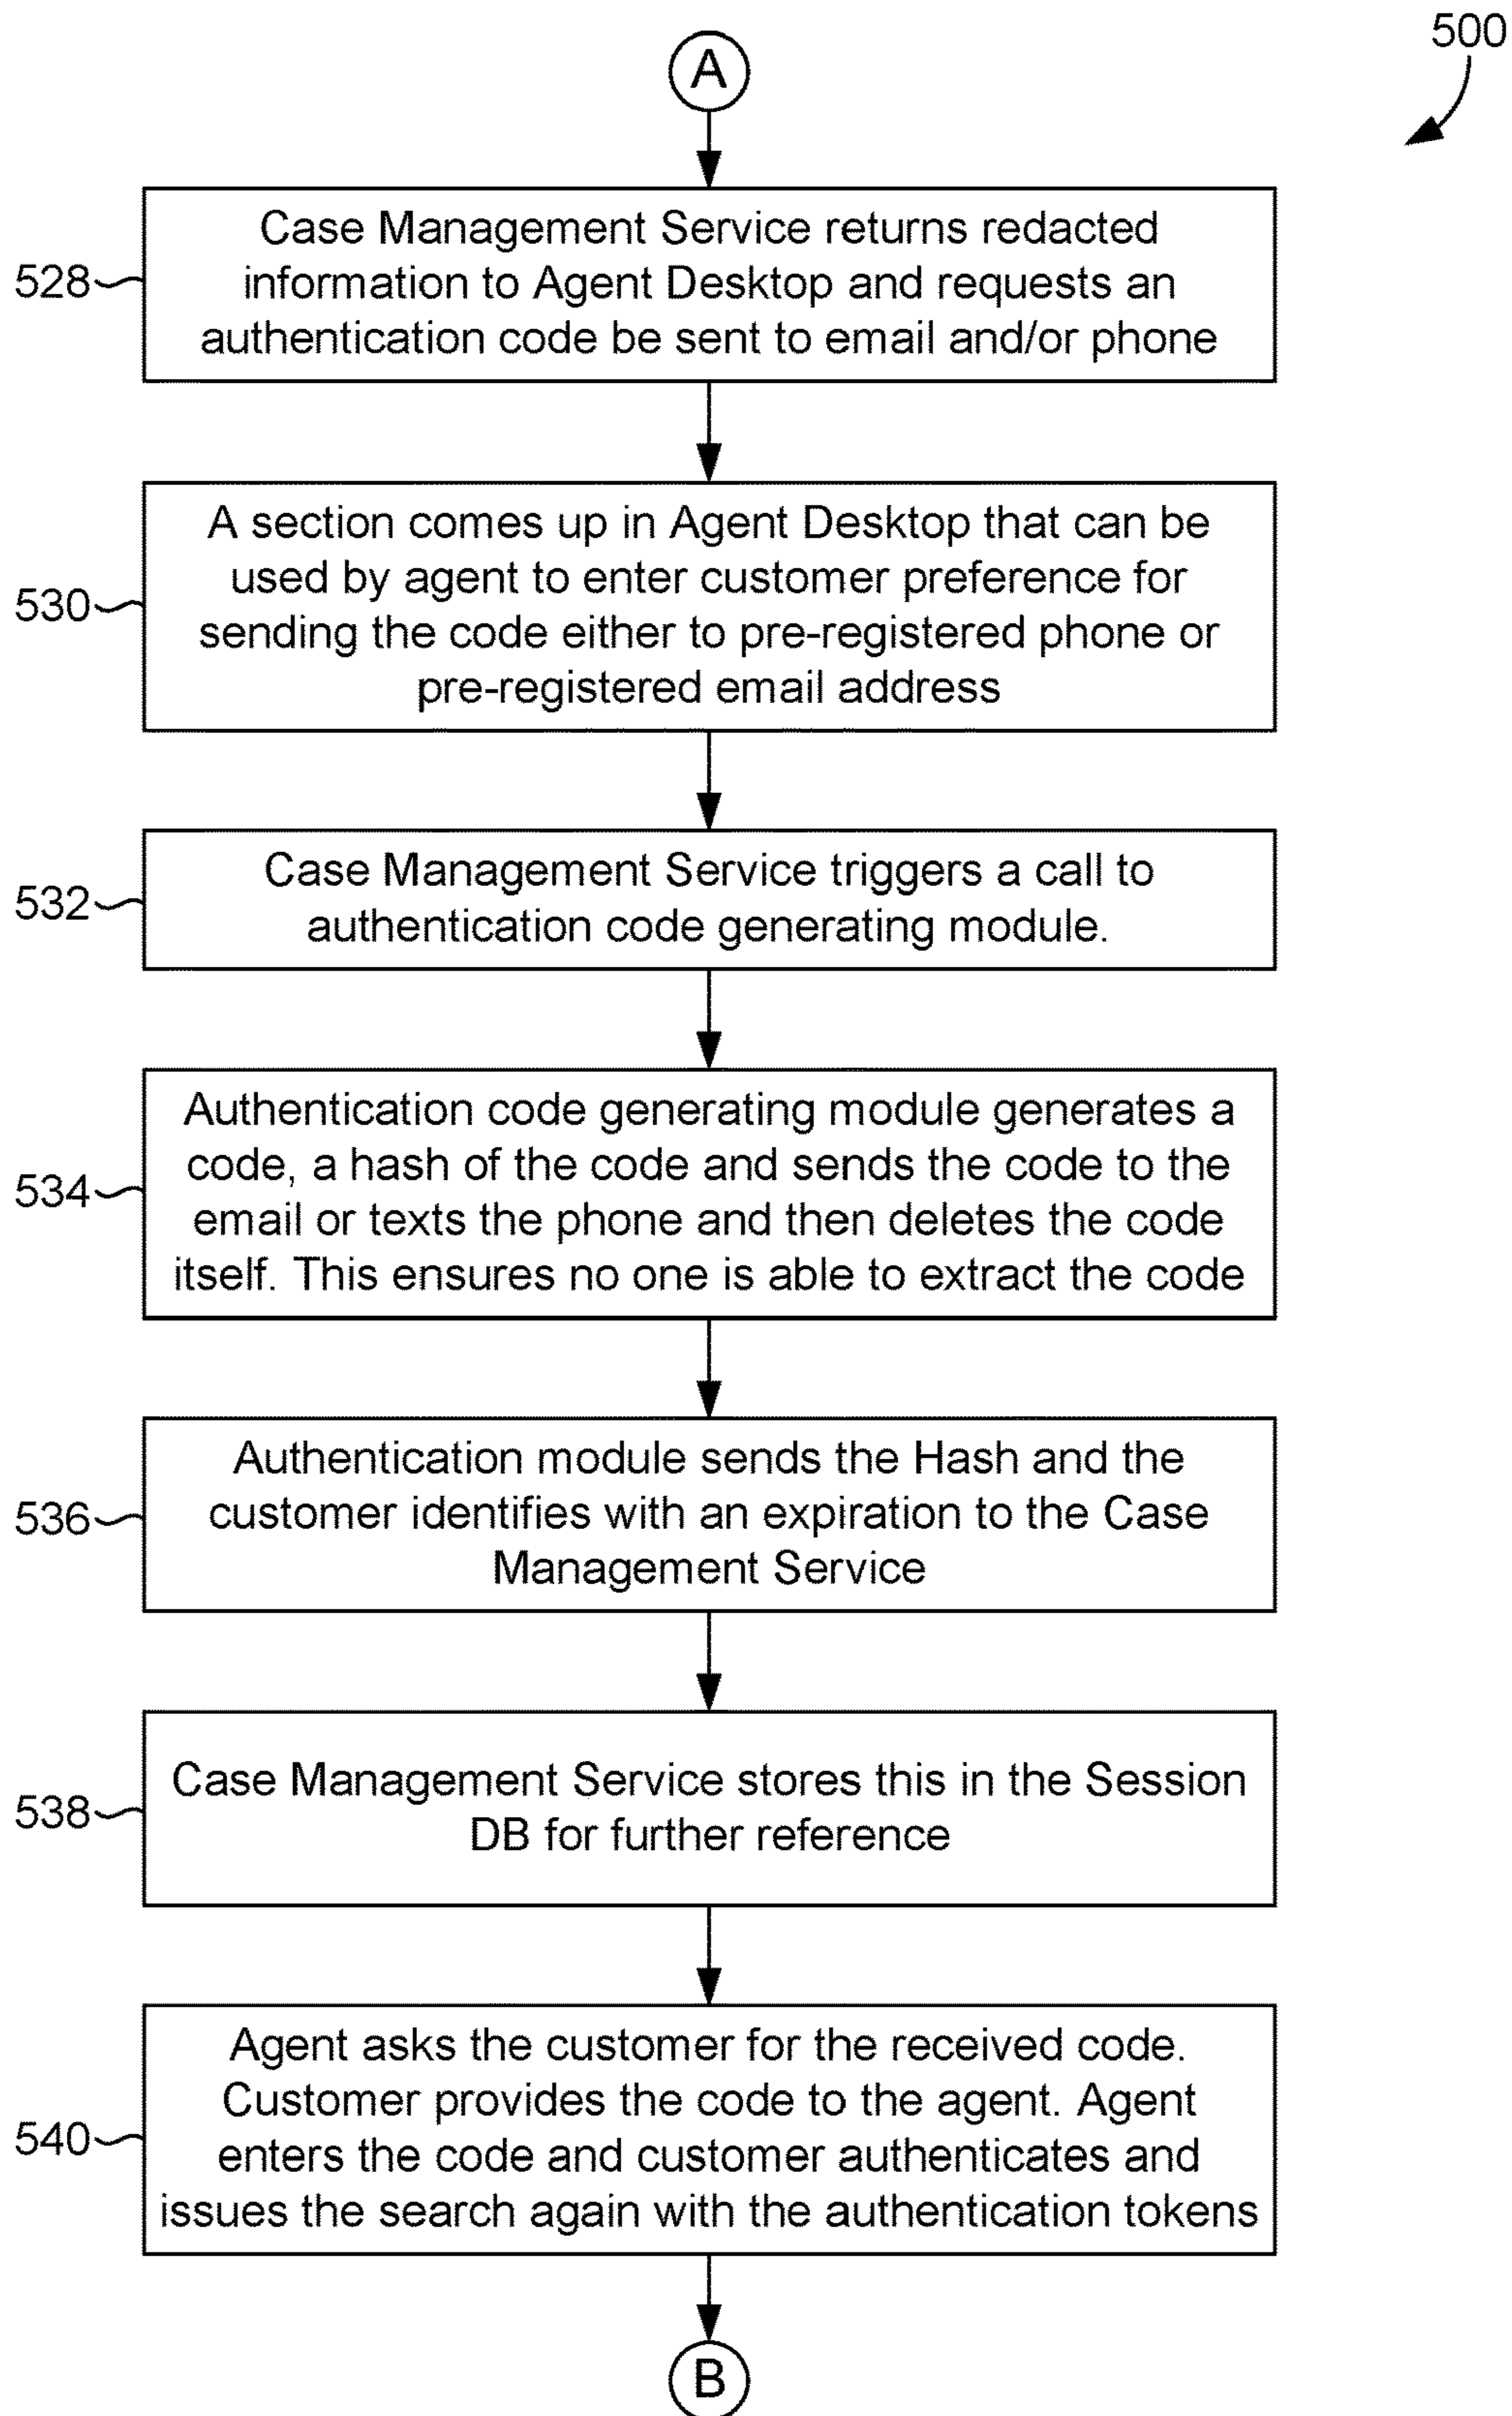 500
A
528
Case Management Service returns redacted
information to Agent Desktop and requests an
authentication code be sent to email and/or phone
530
A section comes up in Agent Desktop that can be
used by agent to enter customer preference for
sending the code either to pre-registered phone or
pre-registered email address
532
Case Management Service triggers a call to
authentication code generating module.
534
Authentication code generating module generates a
code, a hash of the code and sends the code to the
email or texts the phone and then deletes the code
itself. This ensures no one is able to extract the code
536
Authentication module sends the Hash and the
customer identifies with an expiration to the Case
Management Service
538
Case Management Service stores this in the Session
DB for further reference
540
Agent asks the customer for the received code.
Customer provides the code to the agent. Agent
enters the code and customer authenticates and
issues the search again with the authentication tokens
B